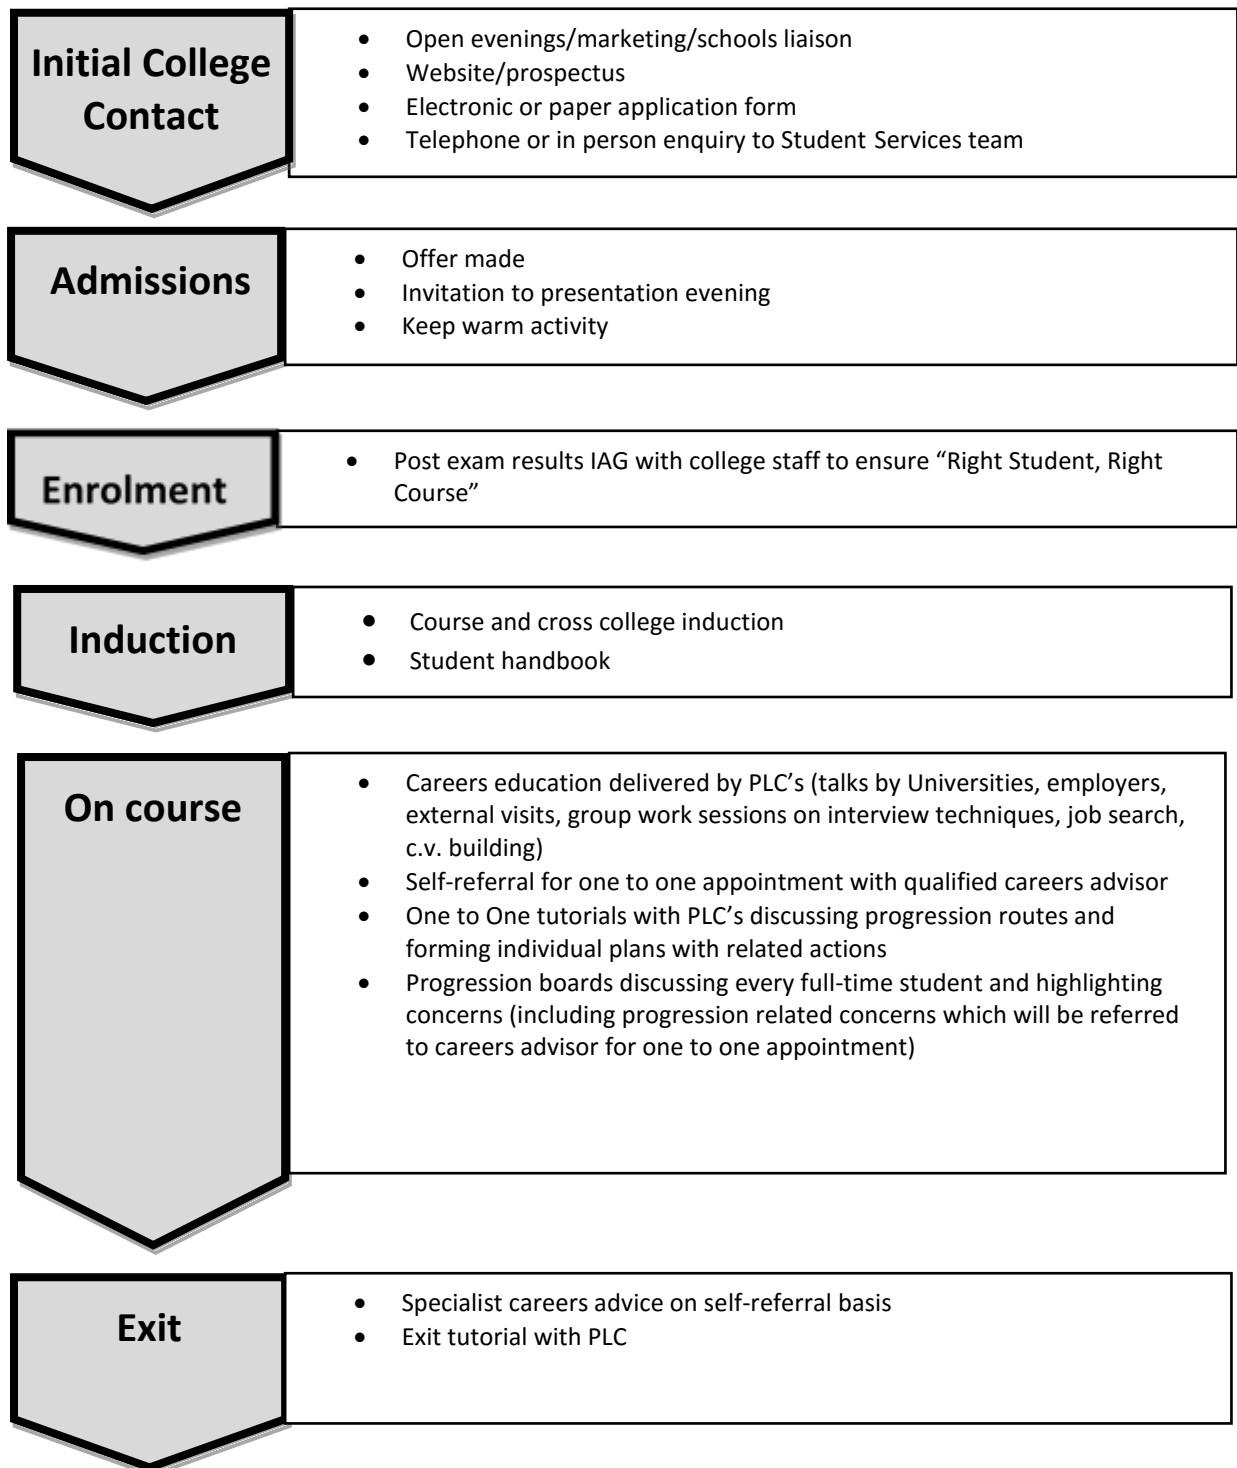 Initial College
Contact
• Open evenings/marketing/schools liaison
• Website/prospectus
• Electronic or paper application form
• Telephone or in person enquiry to Student Services team
Admissions
• Offer made
• Invitation to presentation evening
• Keep warm activity
Enrolment
• Post exam results IAG with college staff to ensure “Right Student, Right
Course”
Induction
• Course and cross college induction
• Student handbook
On course
• Careers education delivered by PLC’s (talks by Universities, employers,
external visits, group work sessions on interview techniques, job search,
c.v. building)
• Self-referral for one to one appointment with qualified careers advisor
• One to One tutorials with PLC’s discussing progression routes and
forming individual plans with related actions
• Progression boards discussing every full-time student and highlighting
concerns (including progression related concerns which will be referred
to careers advisor for one to one appointment)
Exit
• Specialist careers advice on self-referral basis
• Exit tutorial with PLC